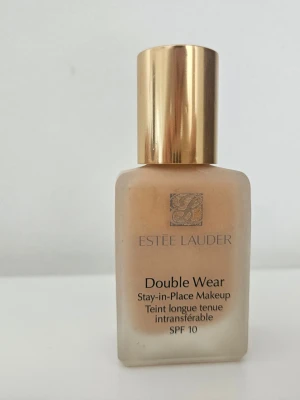 ESTĒE LAUDER
Double Wear
Stay-in-Place Makeup
Teint longue tenue
intransférable
SPF 10